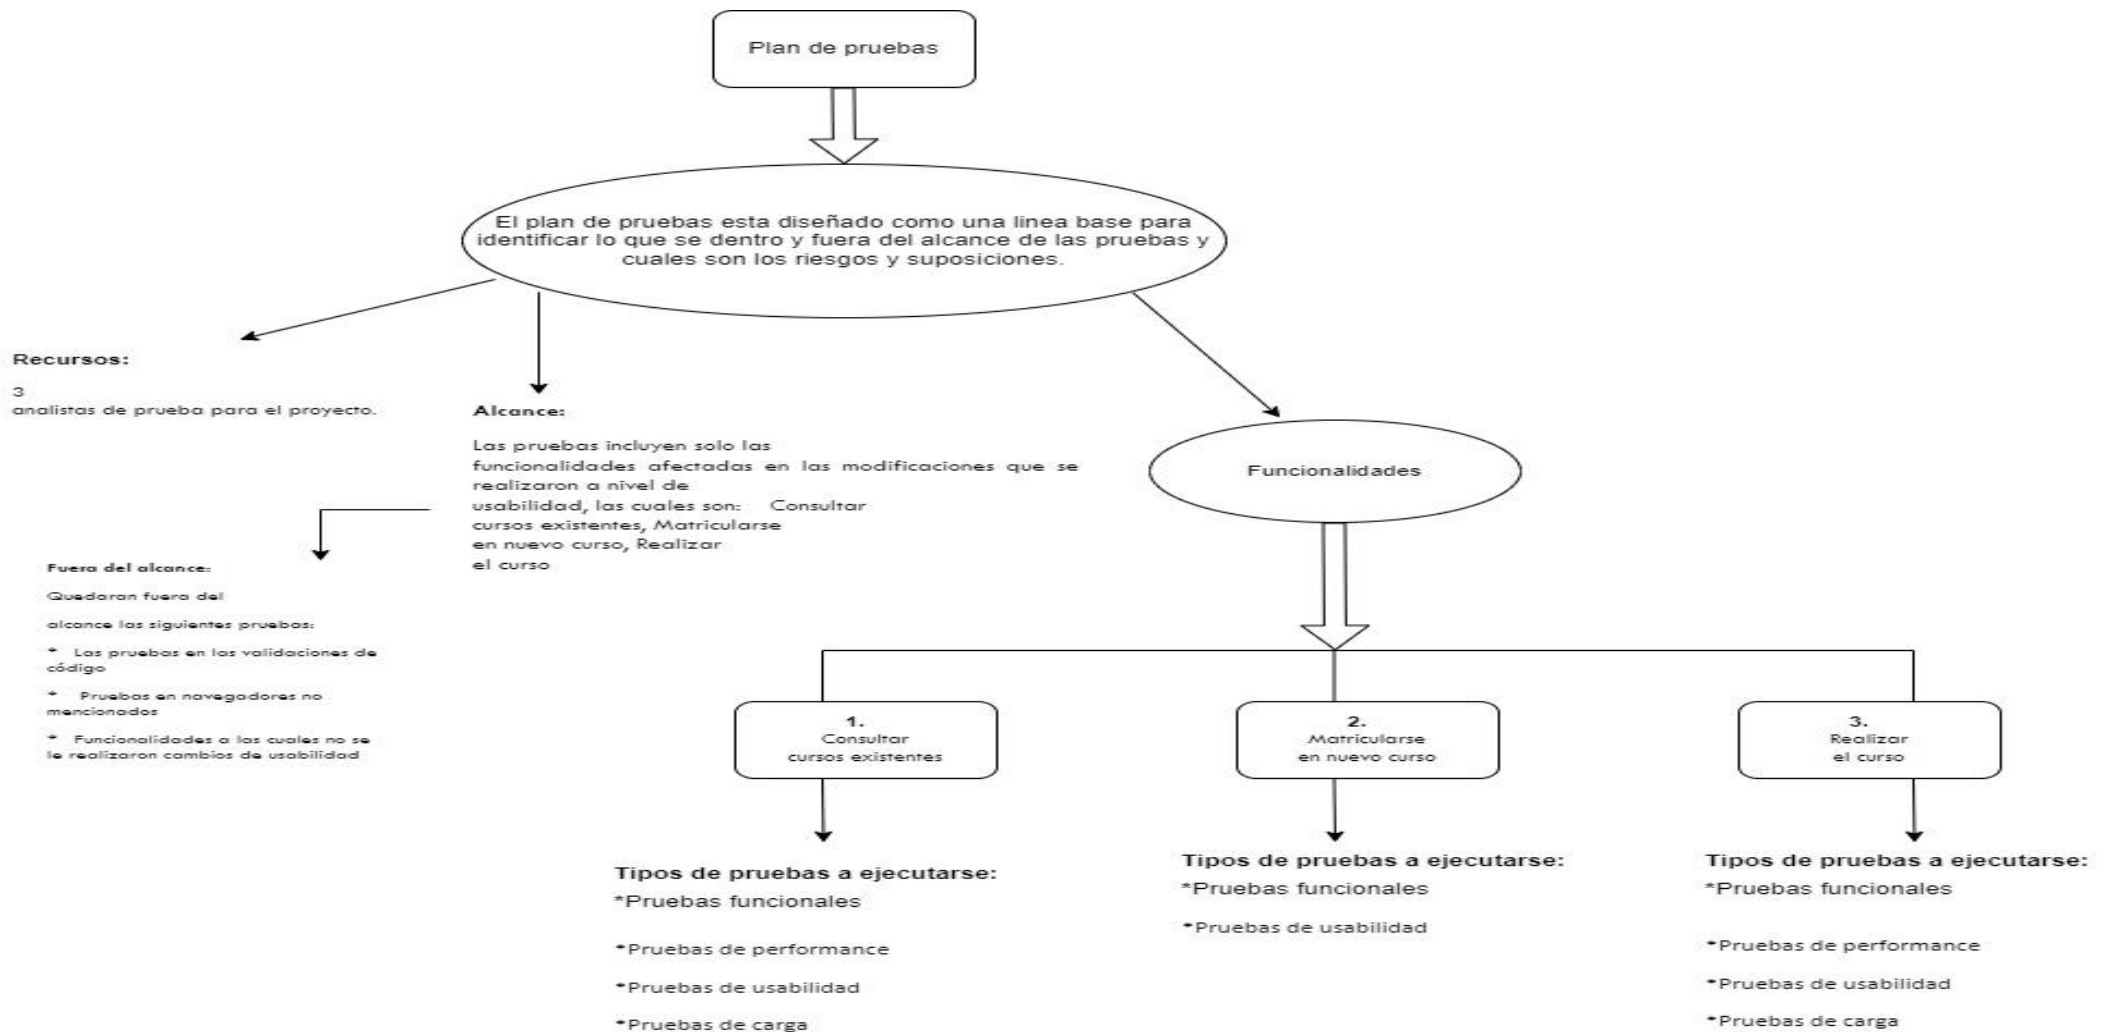 Plan de pruebas
El plan de pruebas esta diseñado como una linea base para
identificar lo que se dentro y fuera del alcance de las pruebas y
cuales son los riesgos y suposiciones.
Recursos:
3
analistas de prueba para el proyecto.
Alcance:
Las pruebas incluyen solo las
funcionalidades afectadas en las modificaciones que se
realizaron a nivel de
usabilidad, las cuales son: Consultar
cursos existentes, Matricularse
en nuevo curso, Realizar
el curso
Fuera del alcance:
Quedaran fuera del
alcance las siguientes pruebas:
* Las pruebas en las validaciones de
código
* Pruebas en navegadores no
mencionados
* Funcionalidades a las cuales no se
le realizaron cambios de usabilidad
Funcionalidades
1.
Consultar
cursos existentes
2.
Matricularse
en nuevo curso
3.
Realizar
el curso
Tipos de pruebas a ejecutarse:
*Pruebas funcionales
*Pruebas de performance
*Pruebas de usabilidad
*Pruebas de carga
Tipos de pruebas a ejecutarse:
*Pruebas funcionales
*Pruebas de usabilidad
Tipos de pruebas a ejecutarse:
*Pruebas funcionales
*Pruebas de performance
*Pruebas de usabilidad
*Pruebas de carga